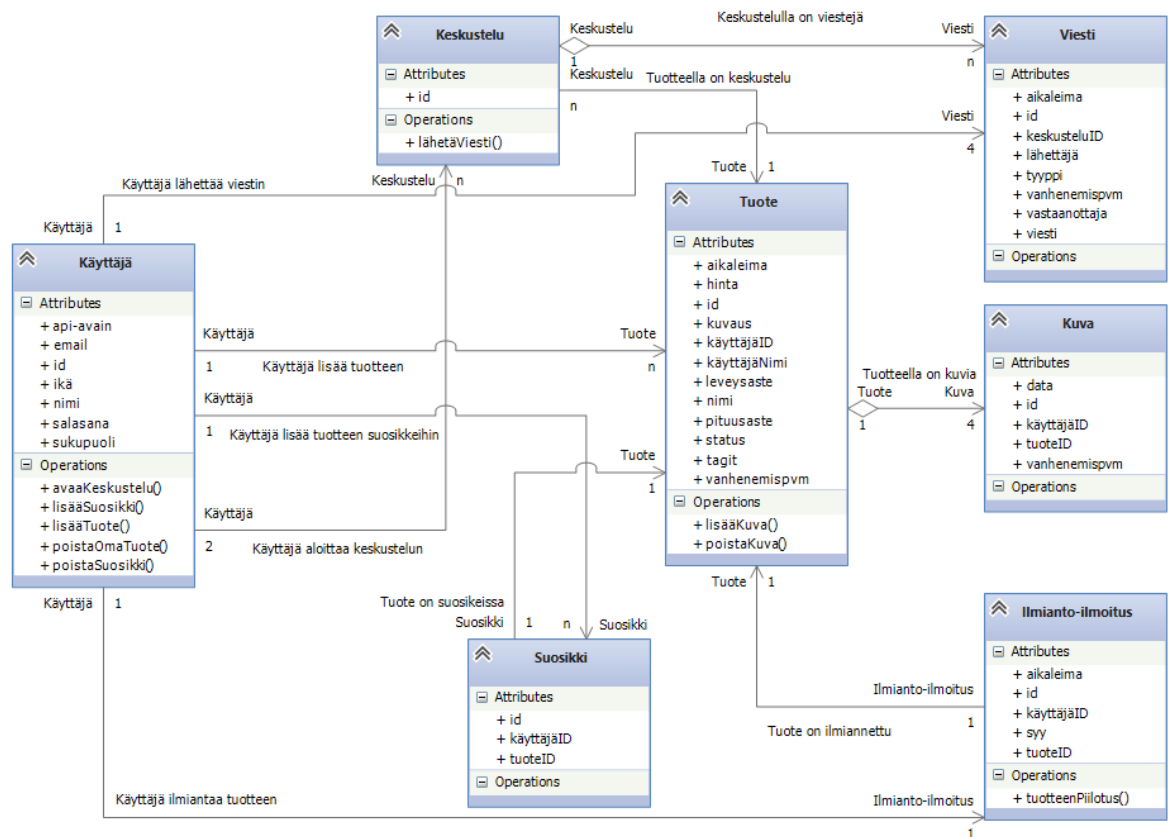 Keskustelu
Attributes
+ id
Operations
+ lähetäViesti()
Keskustelu
1
Keskustelulla on viestejä
Viesti
n
Keskustelu
n
Tuotteella on keskustelu
Tuote
1
Viesti
Attributes
+ aikaleima
+ id
+ keskusteluID
+ lähettäjä
+ tyyppi
+ vanhenemispvm
+ vastaanottaja
+ viesti
Operations
Viesti
4
Käyttäjä lähettää viestin
Käyttäjä
1
Keskustelu
n
Käyttäjä
Attributes
+ api-avain
+ email
+ id
+ ikä
+ nimi
+ salasana
+ sukupuoli
Operations
+ avaaKeskustelu()
+ lisääSuosikki()
+ lisääTuote()
+ poistaOmaTuote()
+ poistaSuosikki()
Käyttäjä
1
Käyttäjä lisää tuotteen
Tuote
n
Käyttäjä
1
Käyttäjä lisää tuotteen suosikkeihin
Käyttäjä
2
Käyttäjä aloittaa keskustelun
Tuote
1
Tuote
Attributes
+ aikaleima
+ hinta
+ id
+ kuvaus
+ käyttäjäID
+ käyttäjäNimi
+ leveysaste
+ nimi
+ pituusaste
+ status
+ tagit
+ vanhenemispvm
Operations
+ lisääKuva()
+ poistaKuva()
Tuotteella on kuvia
Tuote
1
Kuva
4
Kuva
Attributes
+ data
+ id
+ käyttäjäID
+ tuoteID
+ vanhenemispvm
Operations
Tuote on suosikeissa
Suosikki
1
n
Suosikki
Suosikki
Attributes
+ id
+ käyttäjäID
+ tuoteID
Operations
Tuote
1
Ilmianto-ilmoitus
1
Tuote on ilmiannettu
Ilmianto-ilmoitus
Attributes
+ aikaleima
+ id
+ käyttäjäID
+ syy
+ tuoteID
Operations
+ tuotteenPiilotus()
Käyttäjä
1
Käyttäjä ilmiantaa tuotteen
Ilmianto-ilmoitus
1